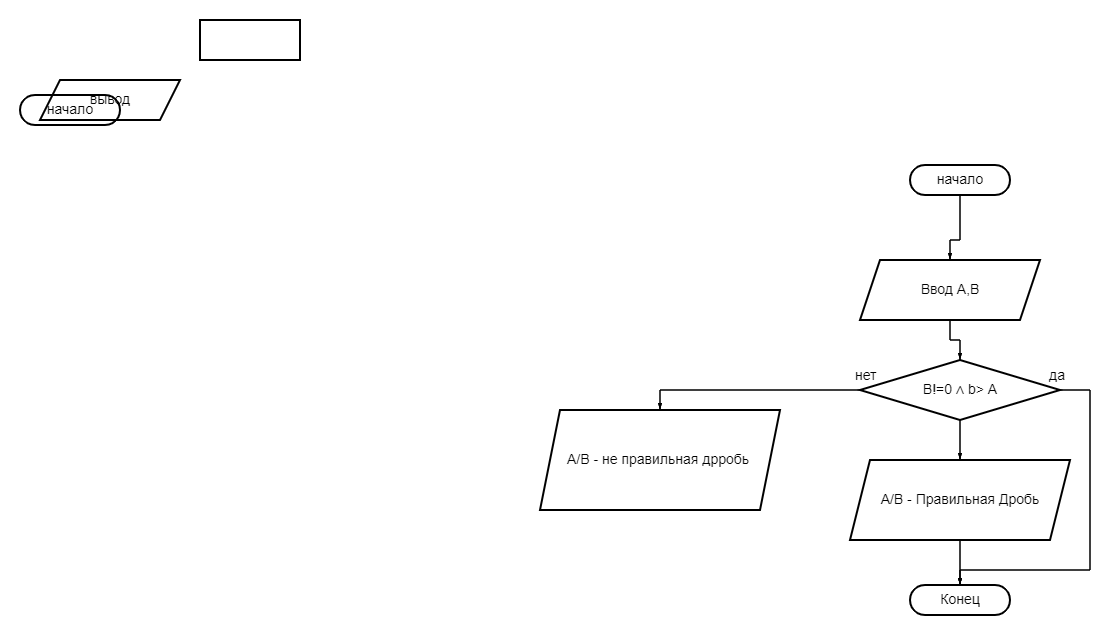 вывод
начало
начало
Ввод А,В
нет
да
В!=0 ∧ b> А
А/В - не правильная дрробь
А/В - Правильная Дробь
Конец